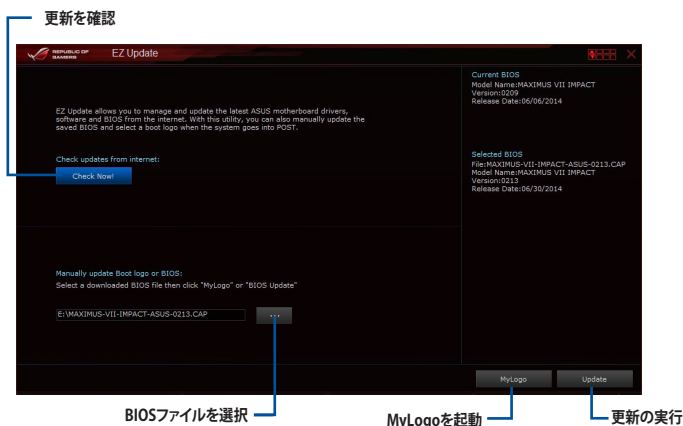 更新を確認
REPUBLIC OF
GAMERS
EZ Update
EZ Update allows you to manage and update the latest ASUS motherboard drivers,
software and BIOS from the internet. With this utility, you can also manually update the
saved BIOS and select a boot logo when the system goes into POST.
Check updates from internet:
Check Now!
Current BIOS
Model Name:MAXIMUS VII IMPACT
Version:0209
Release Date:06/06/2014
Selected BIOS
File:MAXIMUS-VII-IMPACT-ASUS-0213.CAP
Model Name:MAXIMUS VII IMPACT
Version:0213
Release Date:06/30/2014
Manually update Boot logo or BIOS:
Select a downloaded BIOS file then click "MyLogo" or "BIOS Update"
E:\MAXIMUS-VII-IMPACT-ASUS-0213.CAP
...
MyLogo
Update
BIOSファイルを選択
MyLogoを起動
更新の実行